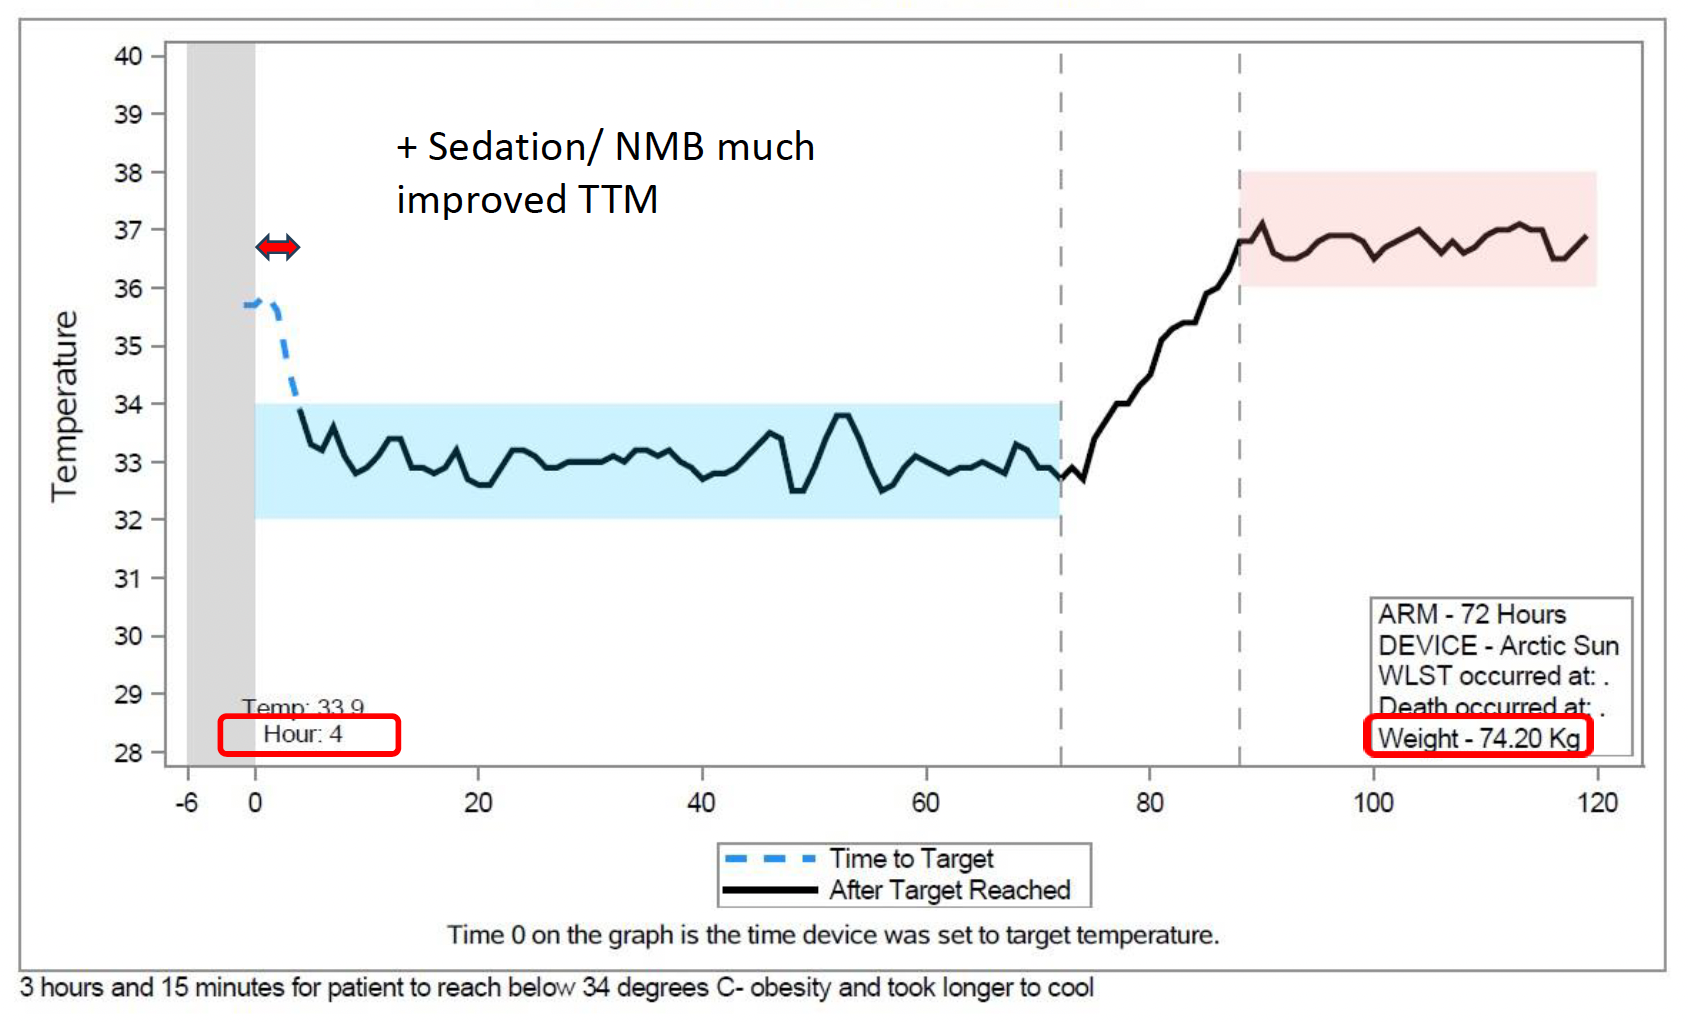 40
39
38
37
36
35
34
33
32
31
30
29
28
Temperature
+ Sedation/ NMB much
improved TTM
Temp: 33.9
Hour: 4
ARM - 72 Hours
DEVICE - Arctic Sun
WLST occurred at: .
Death occurred at: .
Weight - 74.20 Kg
-6 0 20 40 60 80 100 120
Time to Target
After Target Reached
Time 0 on the graph is the time device was set to target temperature.
3 hours and 15 minutes for patient to reach below 34 degrees C- obesity and took longer to cool